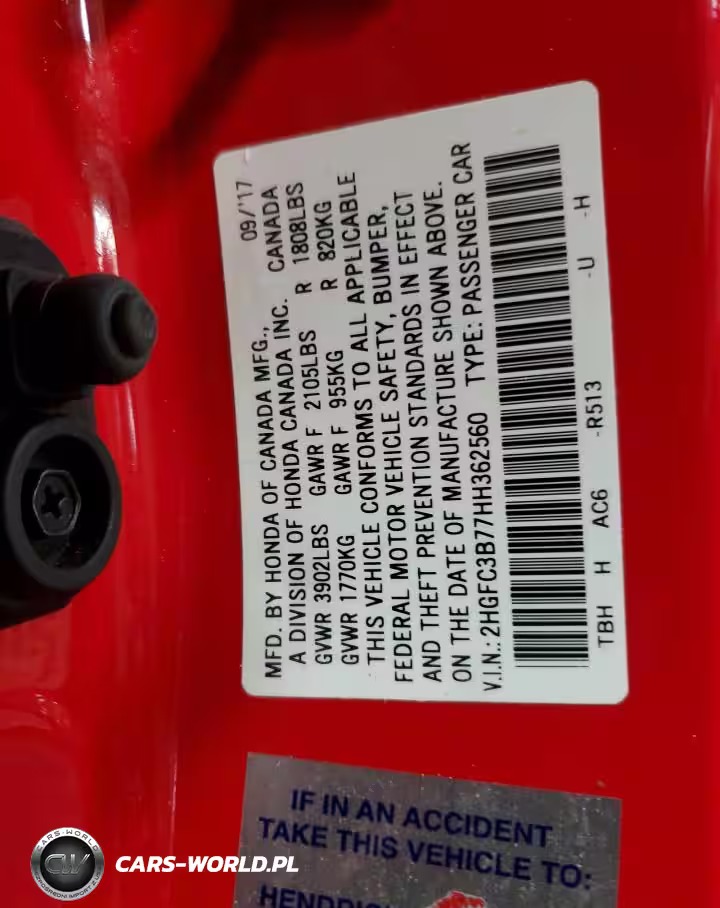 MFD. BY HONDA OF CANADA MFG., 09/'17
A DIVISION OF HONDA CANADA INC. CANADA
GVWR 3902LBS GAWR F 2105LBS R 1808LBS
GVWR 1770KG GAWR F 955KG R 820KG
THIS VEHICLE CONFORMS TO ALL APPLICABLE
FEDERAL MOTOR VEHICLE SAFETY, BUMPER,
AND THEFT PREVENTION STANDARDS IN EFFECT
ON THE DATE OF MANUFACTURE SHOWN ABOVE.
V.I.N.: 2HGFC3B77HH362560 TYPE: PASSENGER CAR
TBH H AC6 -R513 -U -H
IF IN AN ACCIDENT
TAKE THIS VEHICLE TO:
CARS-WORLD
CW
CARS-WORLD.PL